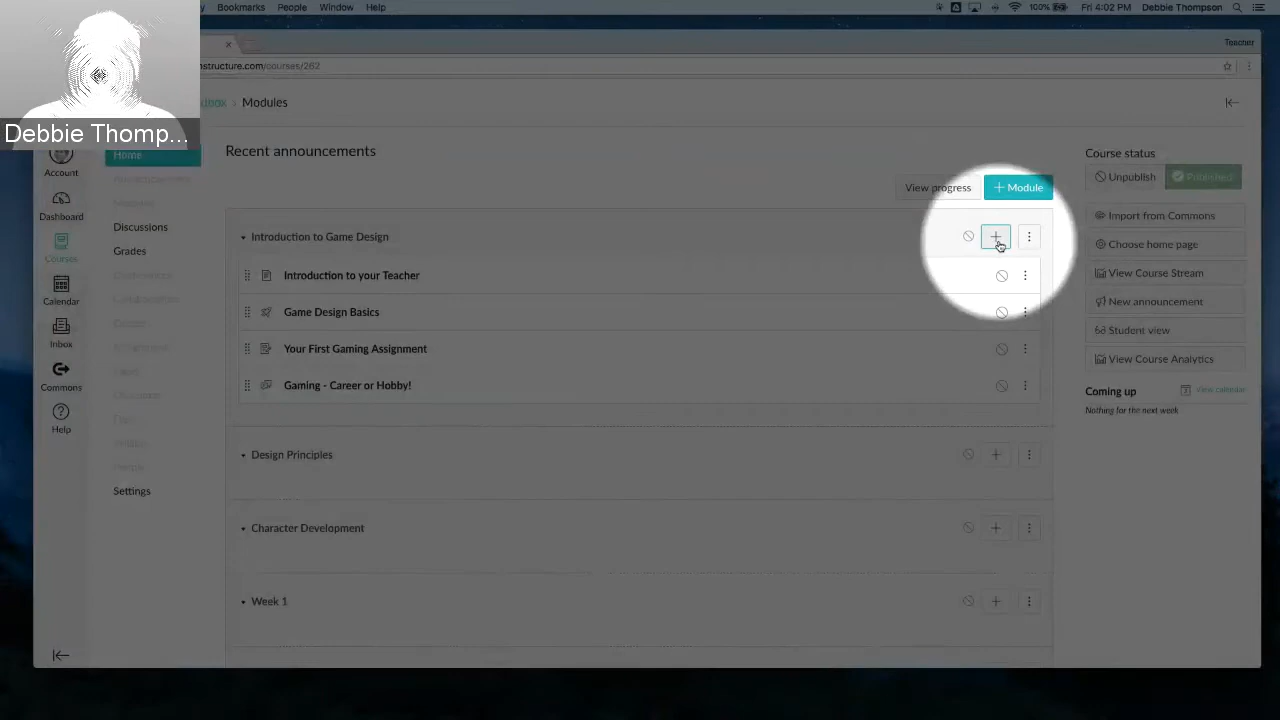 Bookmarks People Window Help 100% Fri 4:02 PM Debbie Thompson
Teacher
nstructure.com/courses/262
Debbie Thomp...
Modules
Recent announcements
View progress
+ Module
Account
Dashboard
Courses
Calendar
Inbox
Commons
Help
Home
Discussions
Grades
Settings
Introduction to Game Design
Introduction to your Teacher
Game Design Basics
Your First Gaming Assignment
Gaming - Career or Hobby!
Design Principles
Character Development
Week 1
Course status
Unpublish
Published
Import from Commons
Choose home page
View Course Stream
New announcement
Student view
View Course Analytics
Coming up
View calendar
Nothing for the next week